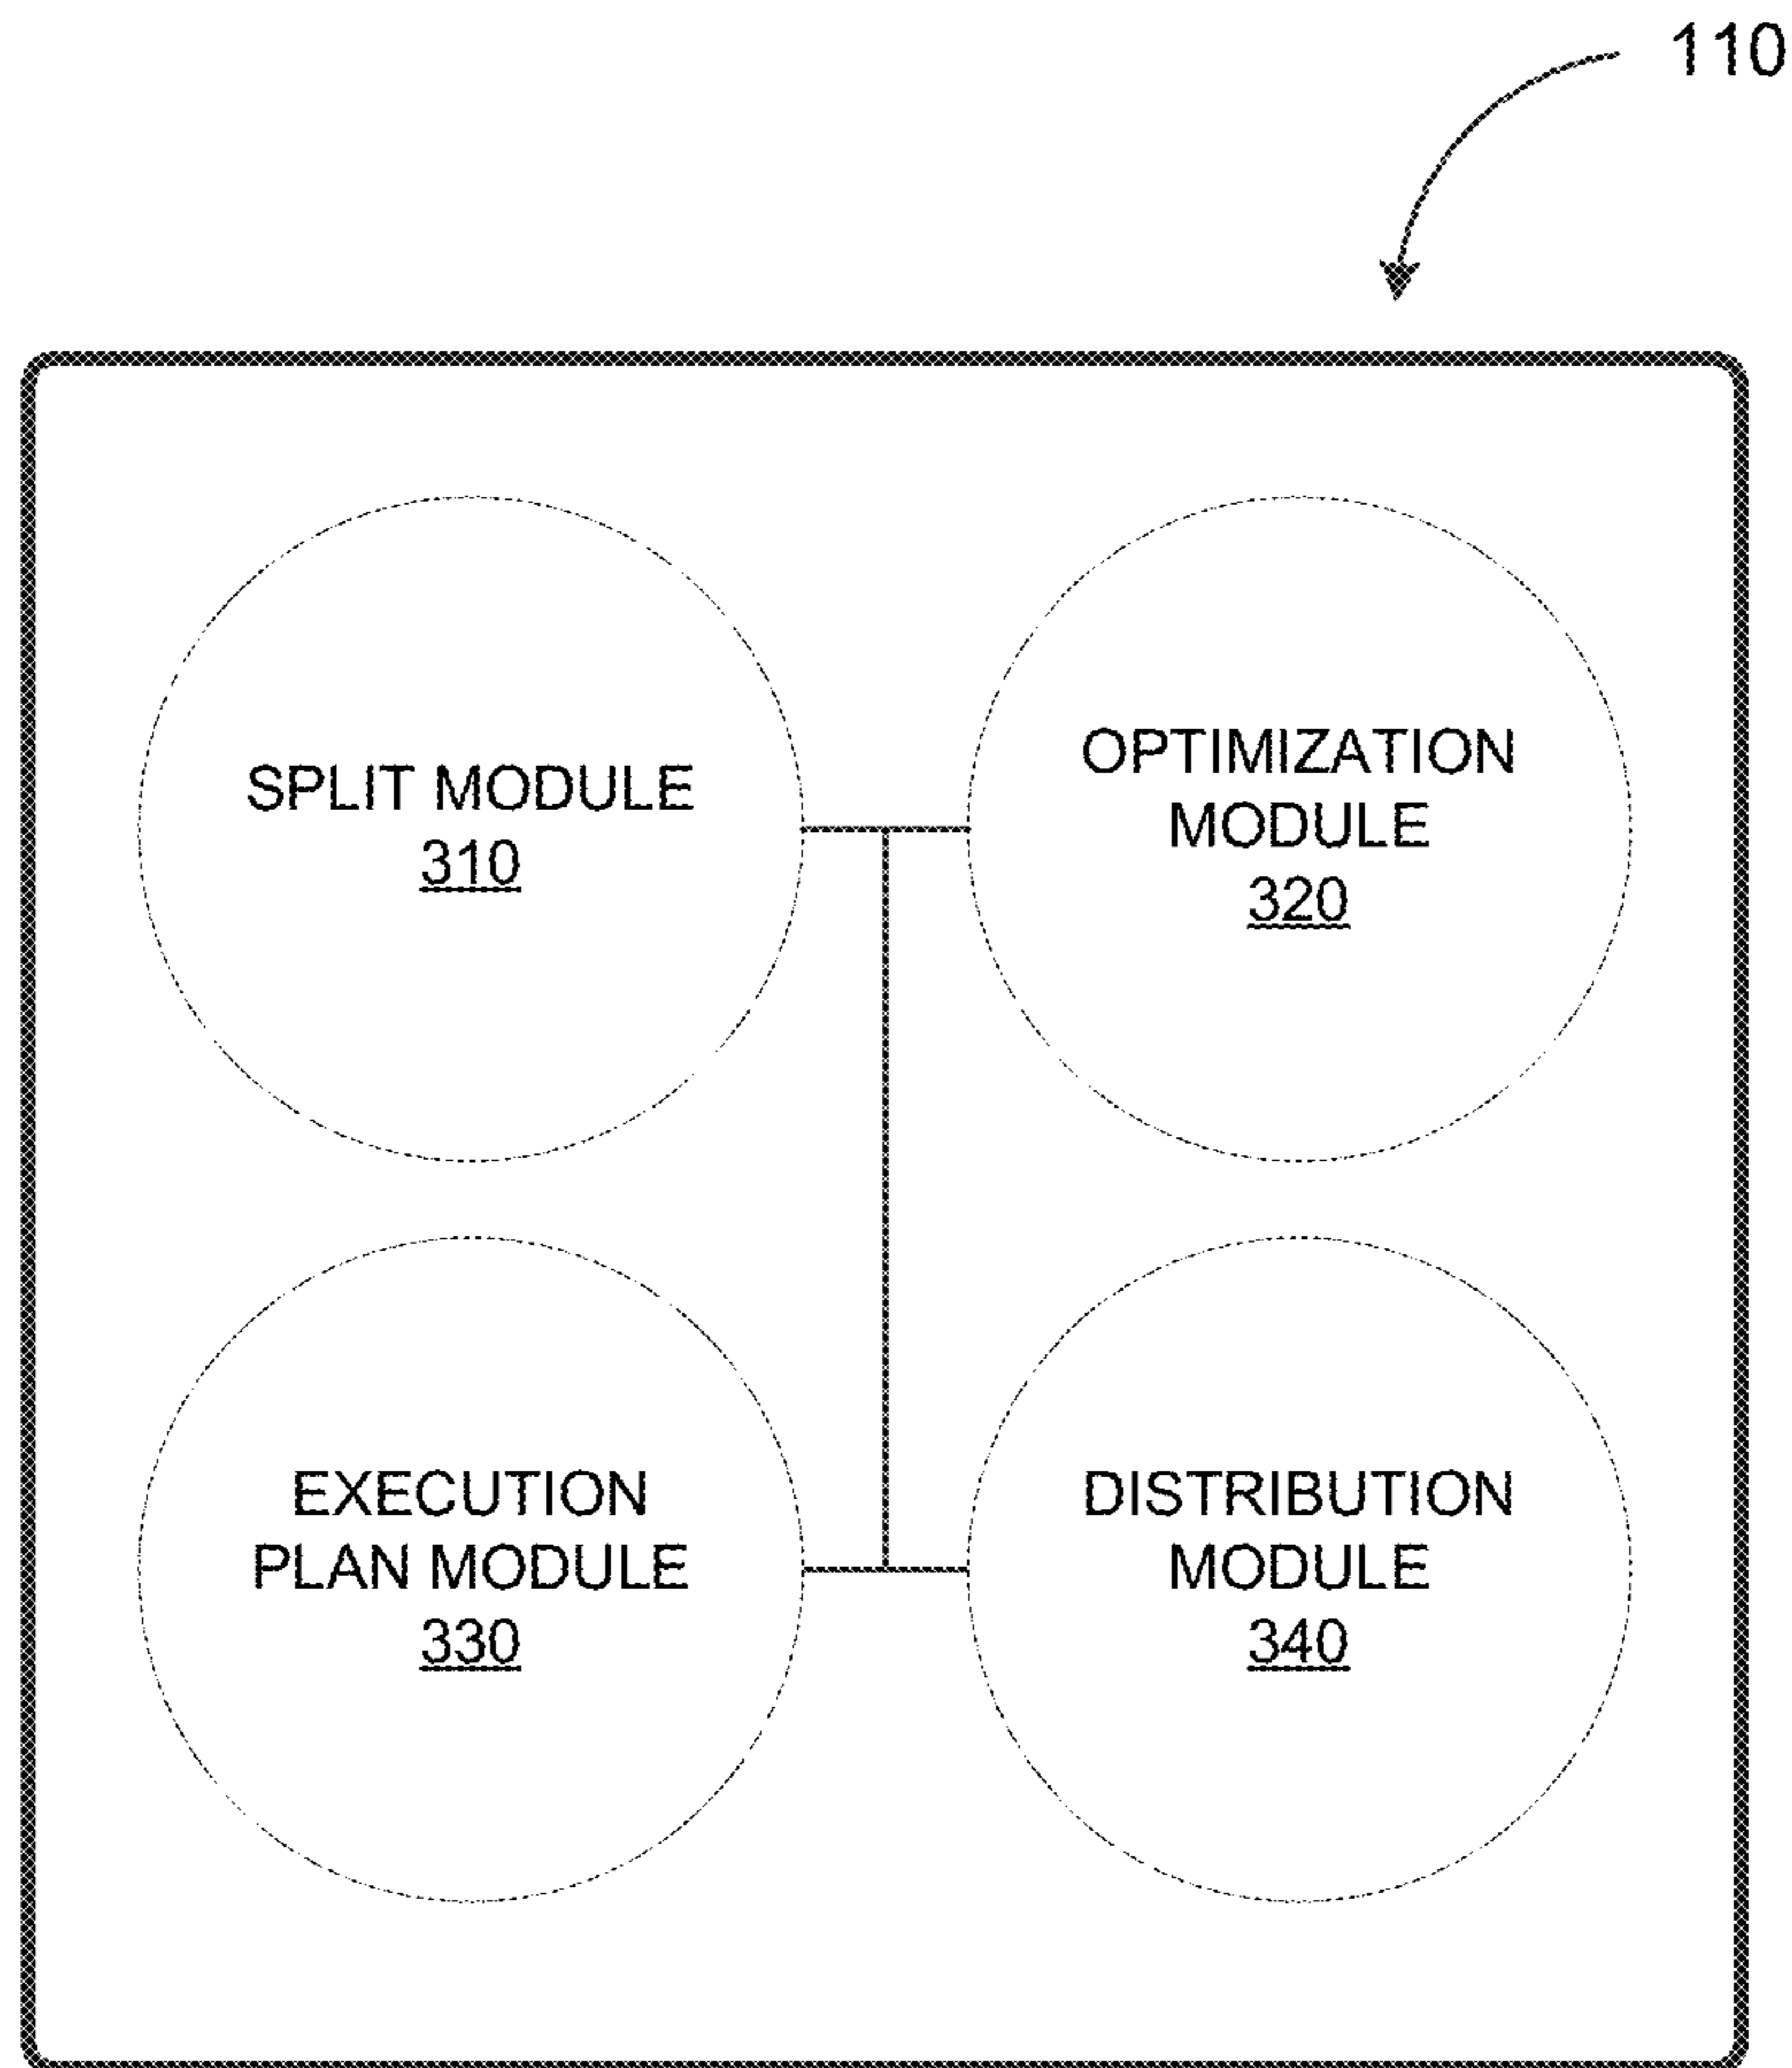 110
SPLIT MODULE
310
OPTIMIZATION
MODULE
320
EXECUTION
PLAN MODULE
330
DISTRIBUTION
MODULE
340